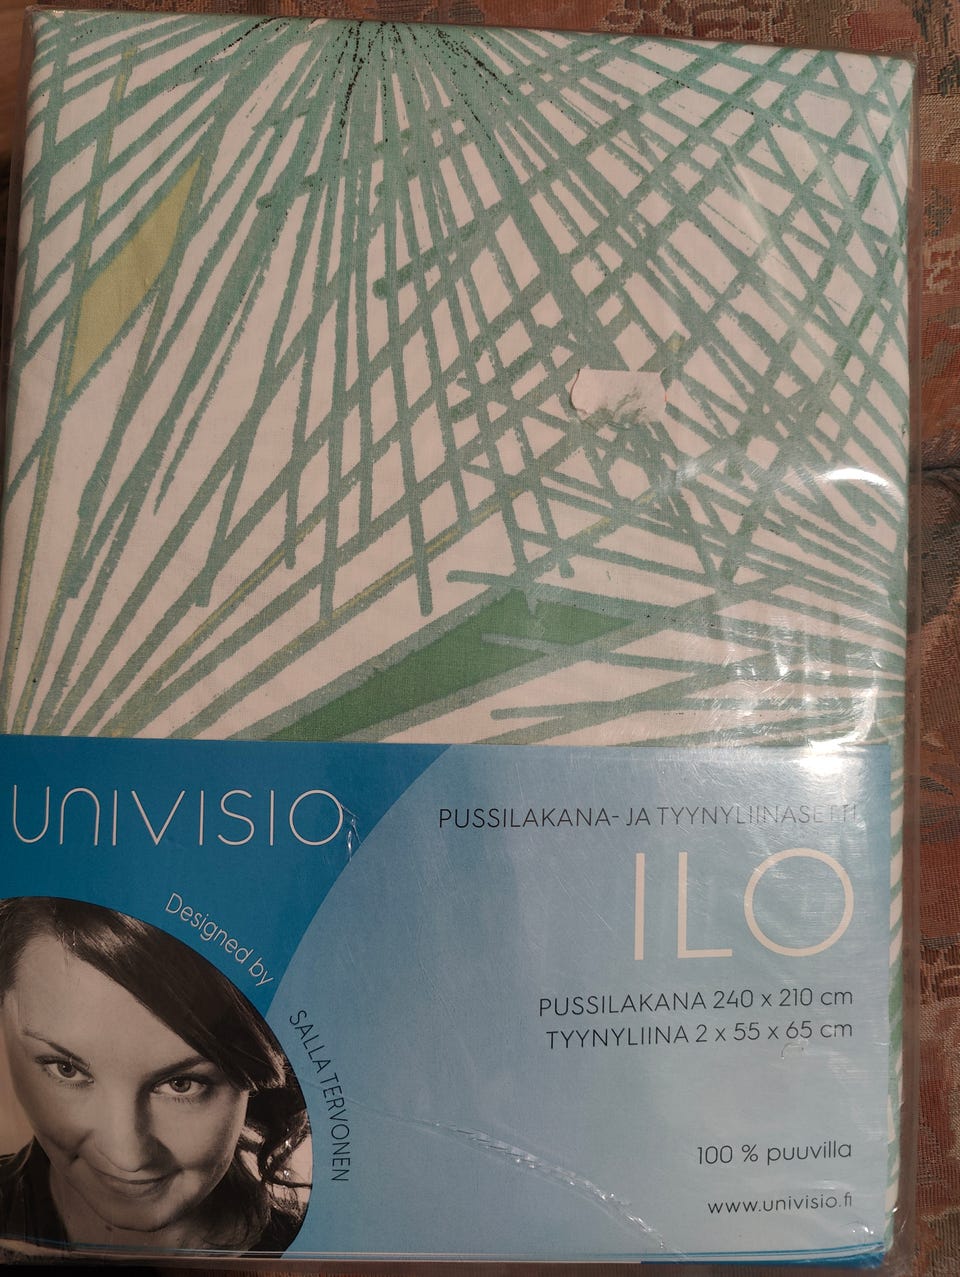 UNIVISIO
PUSSILAKANA- JA TYYNYLIINASETTI
ILO
Designed by
SALLA TERVONEN
PUSSILAKANA 240 x 210 cm
TYYNYLIINA 2 x 55 x 65 cm
100 % puuvilla
www.univisio.fi